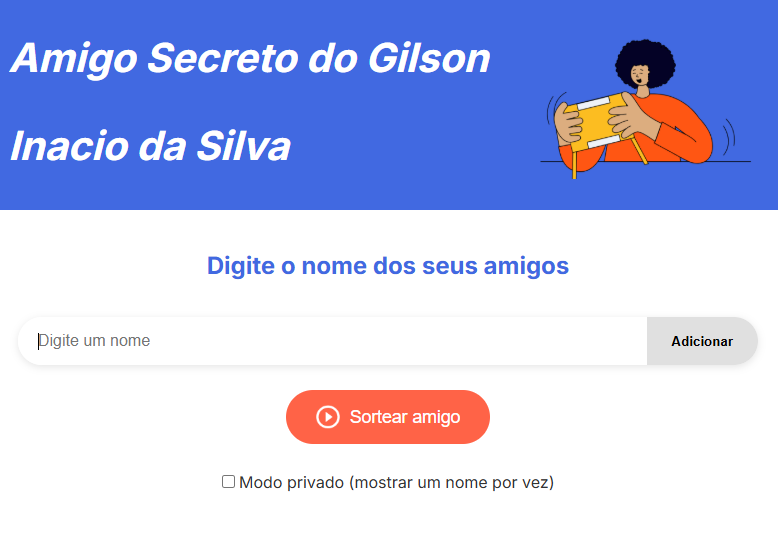 Amigo Secreto do Gilson
Inacio da Silva
Digite o nome dos seus amigos
Digite um nome
Adicionar
Sortear amigo
Modo privado (mostrar um nome por vez)